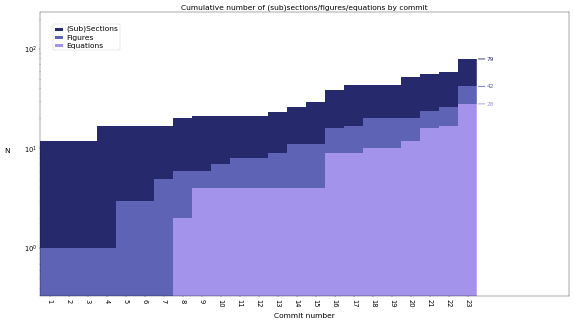 Cumulative number of (sub)sections/figures/equations by commit
(Sub)Sections
Figures
Equations
10²
10¹
10⁰
N
79
42
28
1 2 3 4 5 6 7 8 9 10 11 12 13 14 15 16 17 18 19 20 21 22 23
Commit number